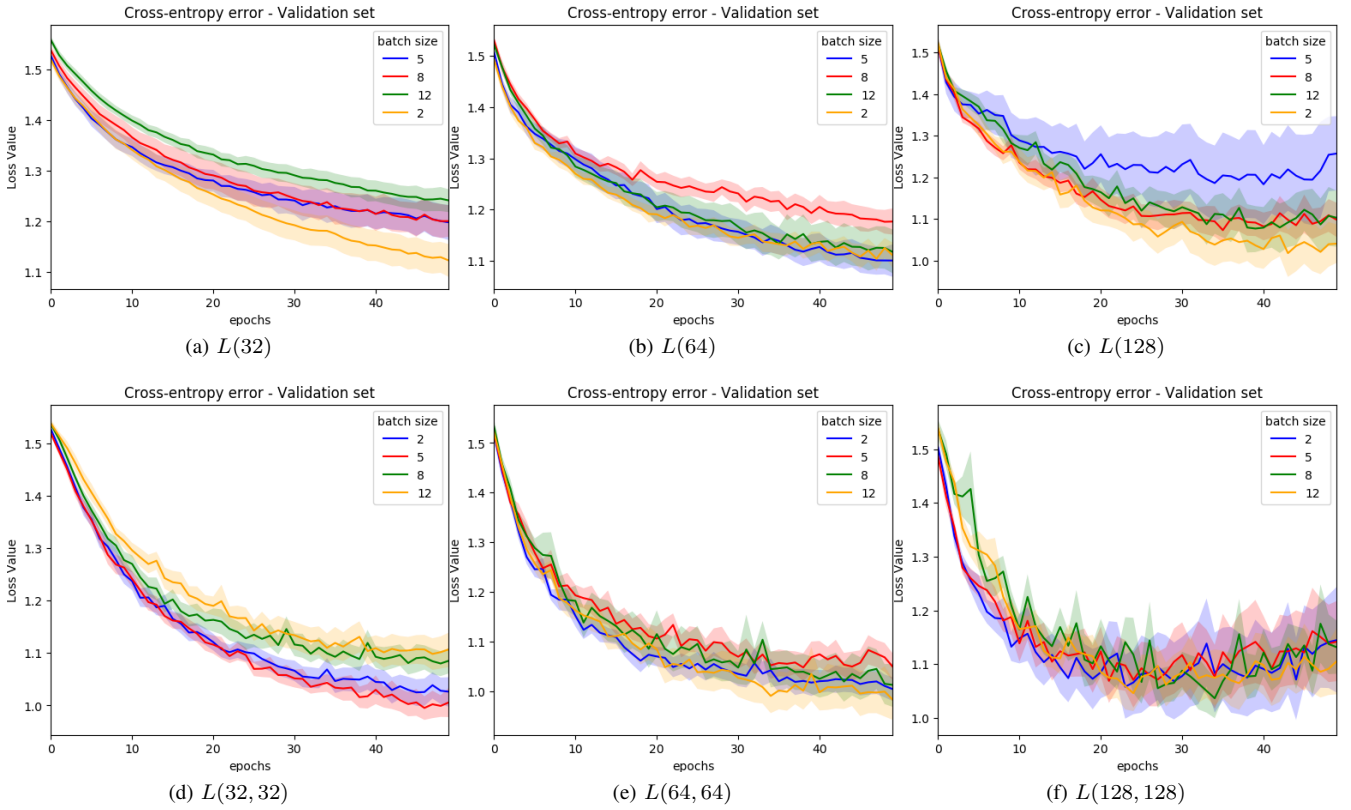 Cross-entropy error - Validation set
batch size
5
8
12
2
Loss Value
1.5
1.4
1.3
1.2
1.1
0 10 20 30 40
epochs
(a) L(32)
Cross-entropy error - Validation set
batch size
5
8
12
2
Loss Value
1.5
1.4
1.3
1.2
1.1
0 10 20 30 40
epochs
(b) L(64)
Cross-entropy error - Validation set
batch size
5
8
12
2
Loss Value
1.5
1.4
1.3
1.2
1.1
1.0
0 10 20 30 40
epochs
(c) L(128)
Cross-entropy error - Validation set
batch size
2
5
8
12
Loss Value
1.5
1.4
1.3
1.2
1.1
1.0
0 10 20 30 40
epochs
(d) L(32, 32)
Cross-entropy error - Validation set
batch size
2
5
8
12
Loss Value
1.5
1.4
1.3
1.2
1.1
1.0
0 10 20 30 40
epochs
(e) L(64, 64)
Cross-entropy error - Validation set
batch size
2
5
8
12
Loss Value
1.5
1.4
1.3
1.2
1.1
1.0
0 10 20 30 40
epochs
(f) L(128, 128)